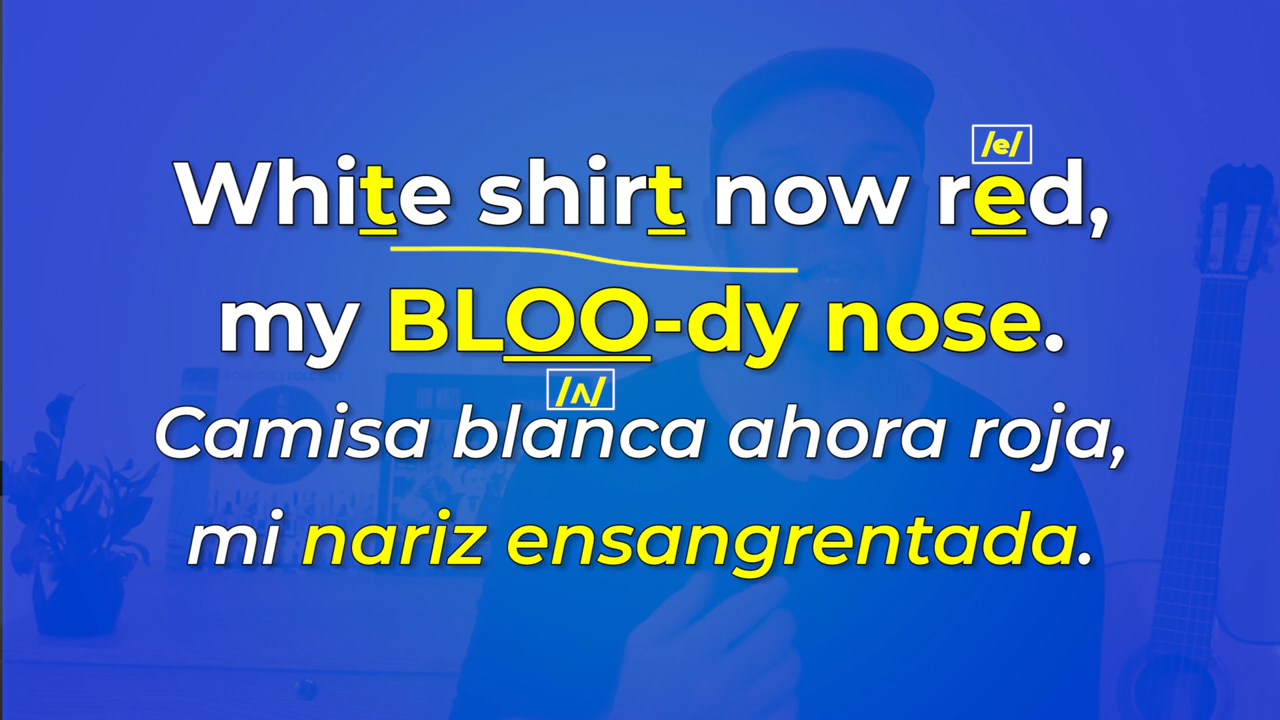 /e/
White shirt now red,
my BLOO-dy nose.
/ʌ/
Camisa blanca ahora roja,
mi nariz ensangrentada.